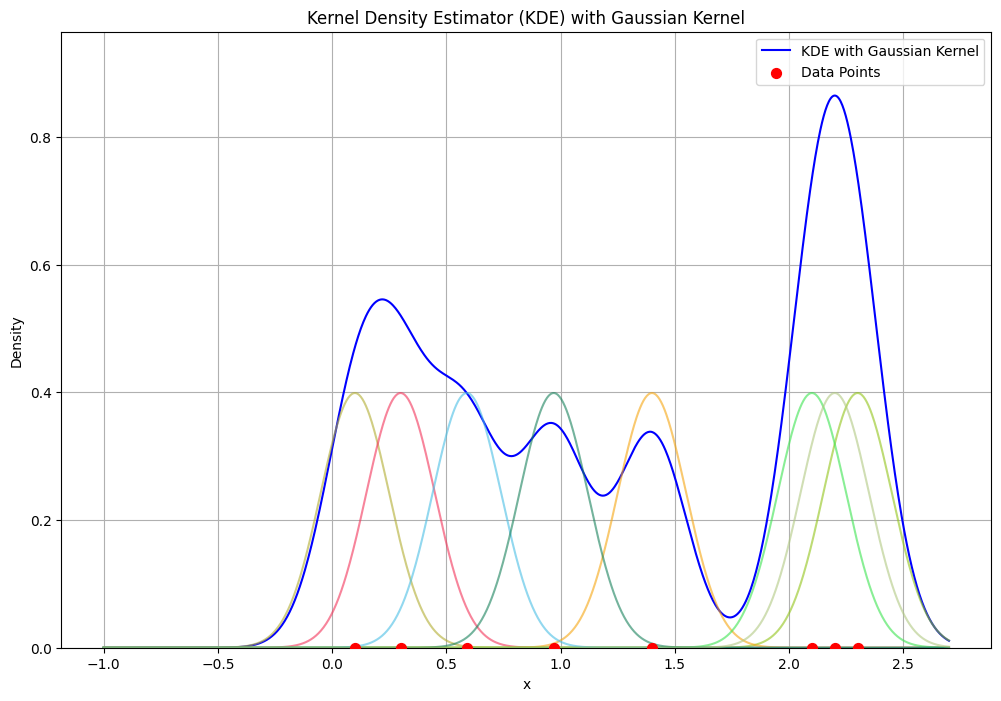 Kernel Density Estimator (KDE) with Gaussian Kernel
KDE with Gaussian Kernel
Data Points
Density
0.8
0.6
0.4
0.2
0.0
−1.0 −0.5 0.0 0.5 1.0 1.5 2.0 2.5
x